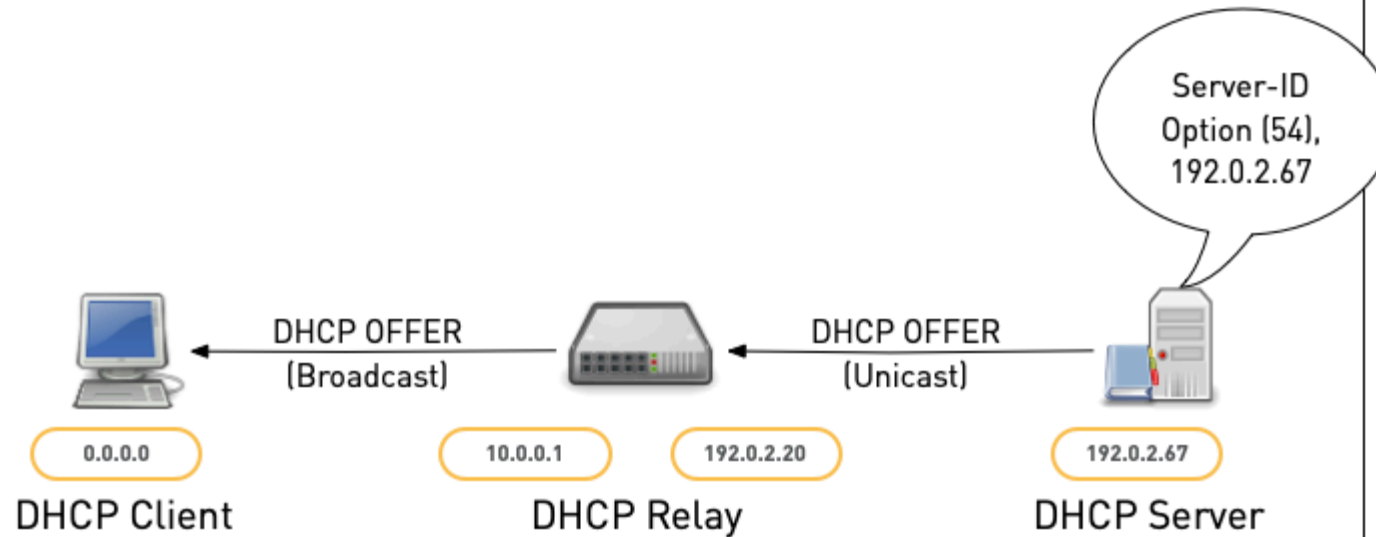 Server-ID
Option (54),
192.0.2.67
DHCP OFFER
(Broadcast)
DHCP OFFER
(Unicast)
0.0.0.0
10.0.0.1
192.0.2.20
192.0.2.67
DHCP Client
DHCP Relay
DHCP Server